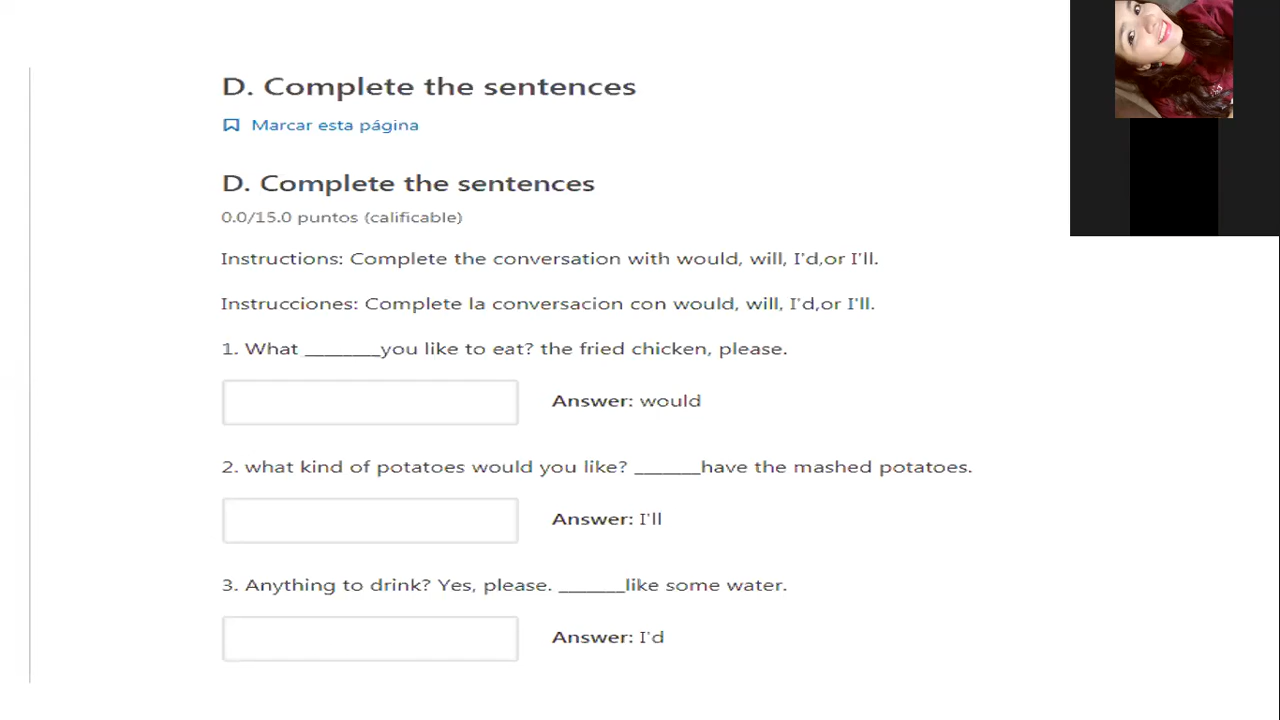 D. Complete the sentences
Marcar esta página
D. Complete the sentences
0.0/15.0 puntos (calificable)
Instructions: Complete the conversation with would, will, I'd,or I'll.
Instrucciones: Complete la conversacion con would, will, I'd,or I'll.
1. What ________you like to eat? the fried chicken, please.
Answer: would
2. what kind of potatoes would you like? _______have the mashed potatoes.
Answer: I'll
3. Anything to drink? Yes, please. _______like some water.
Answer: I'd